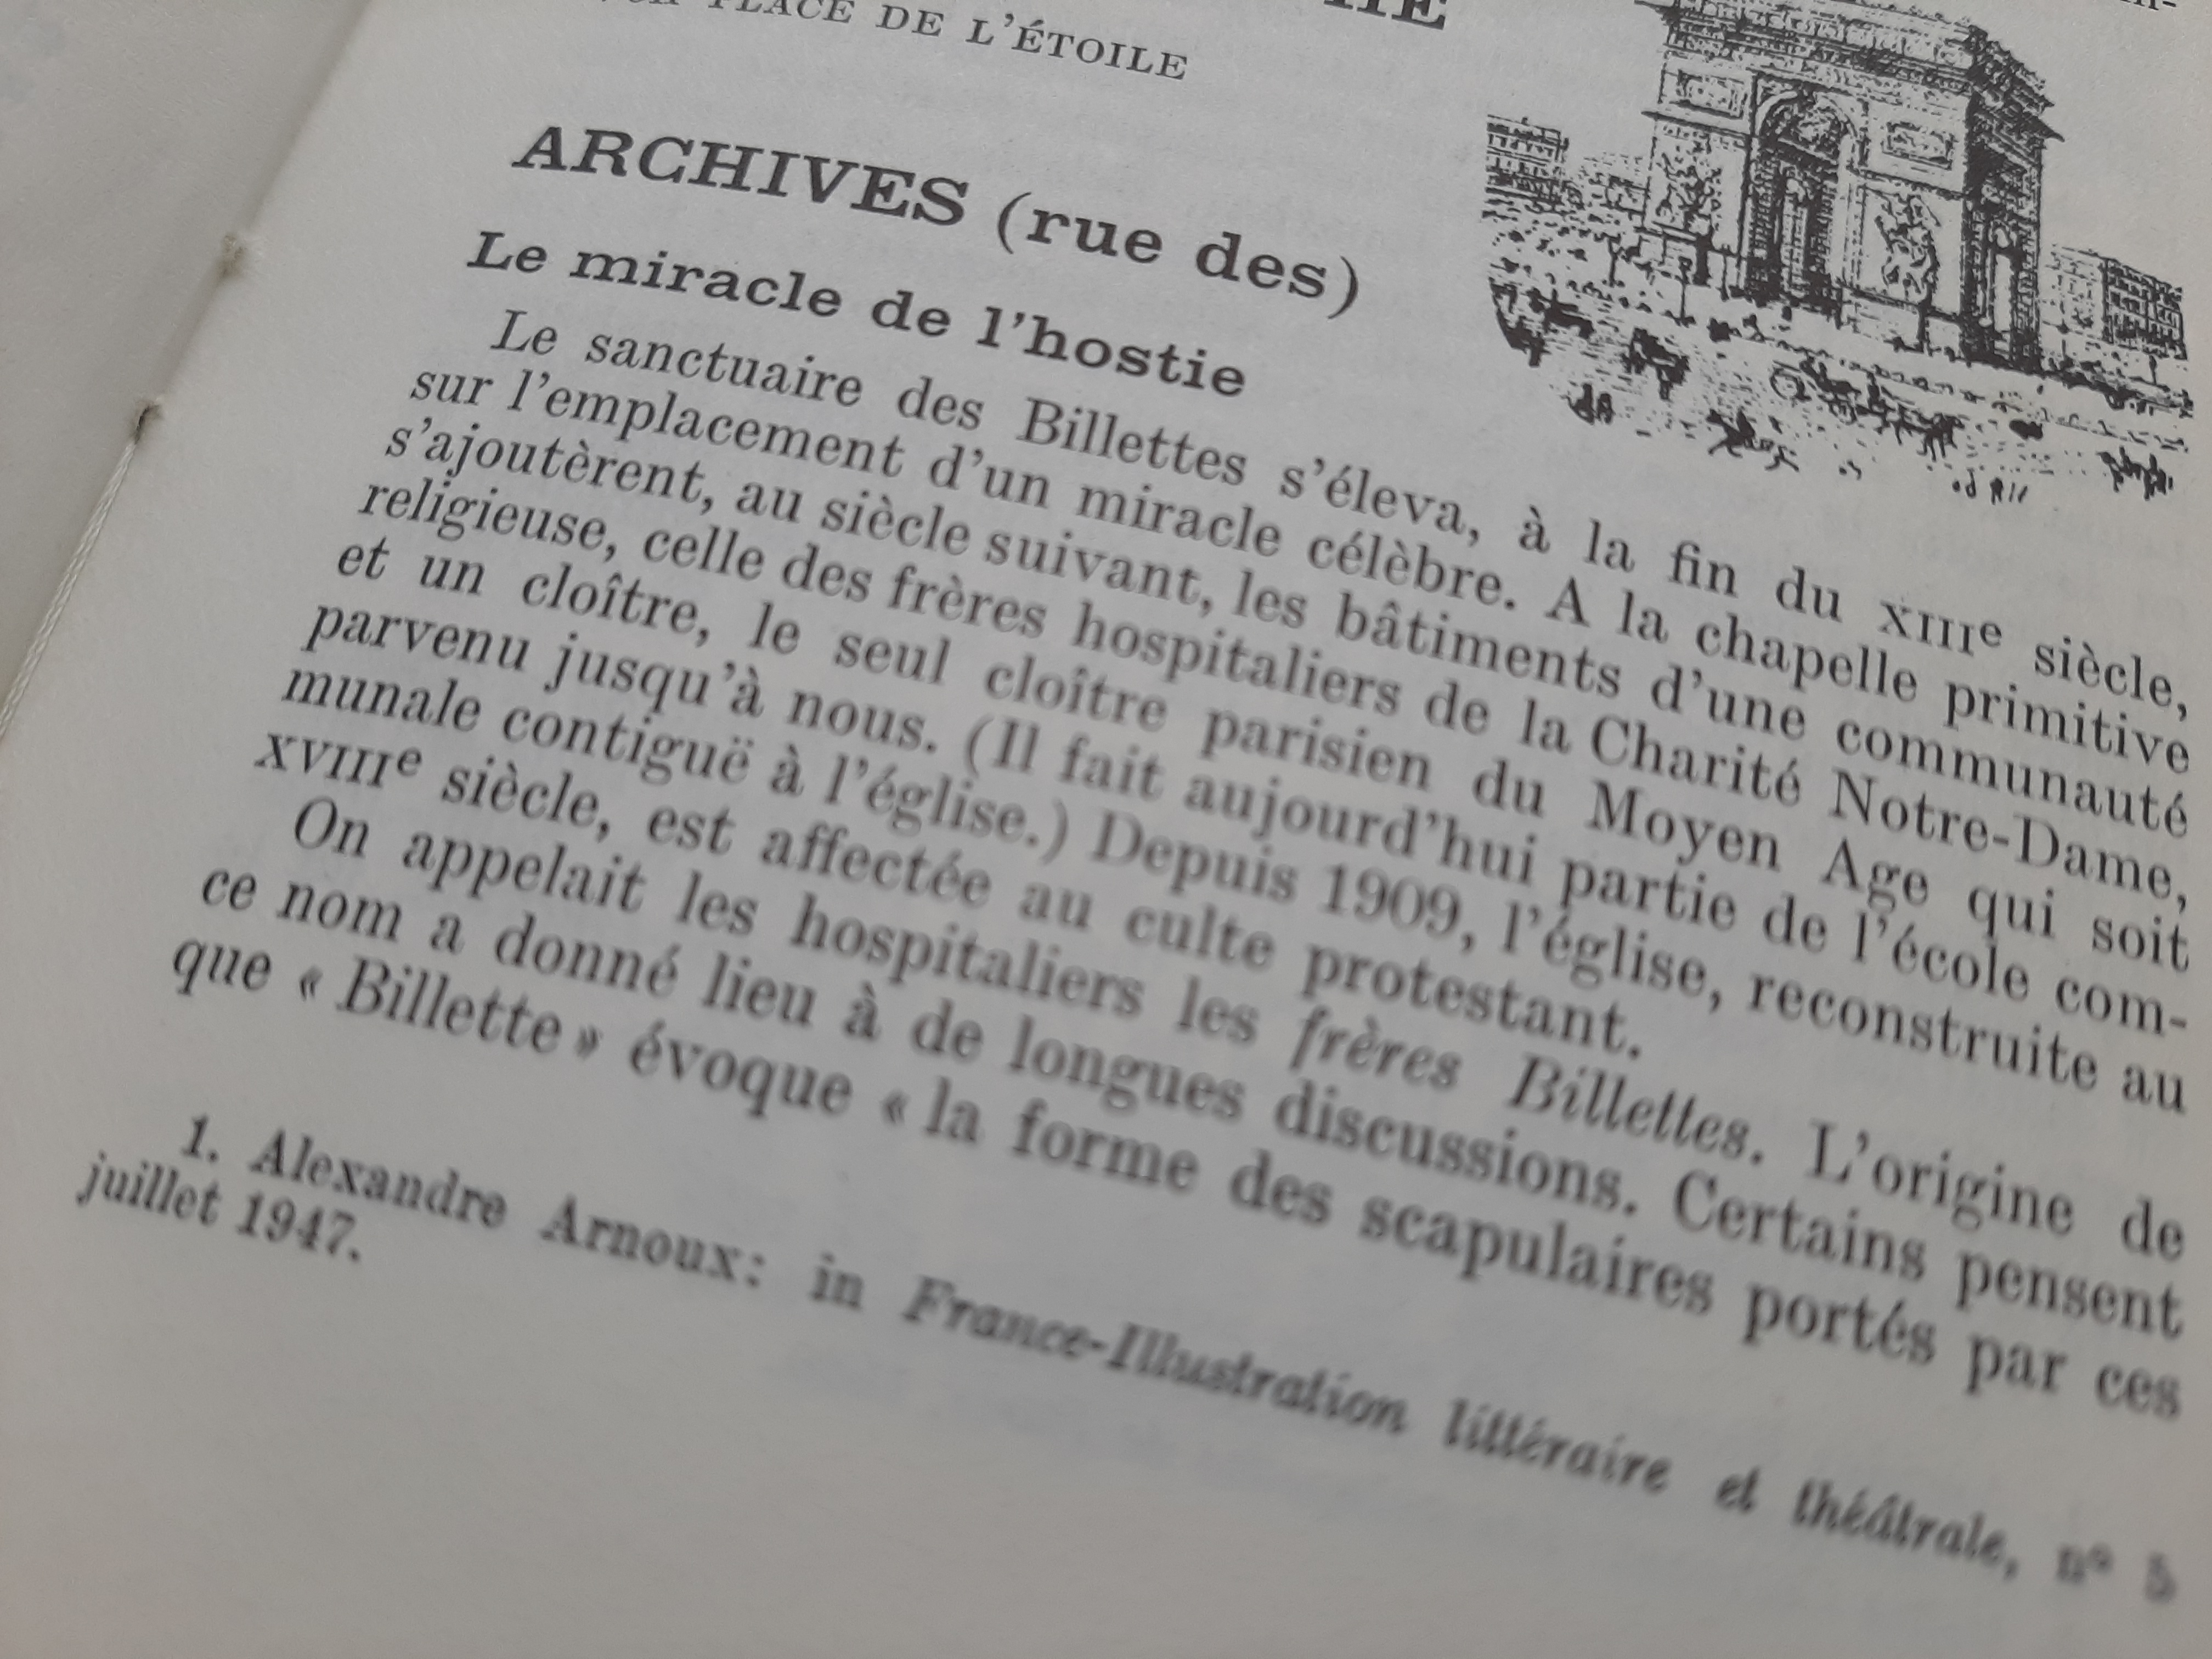 PLACE DE L'ÉTOILE
ARCHIVES (rue des)
Le miracle de l'hostie
Le sanctuaire des Billettes s'éleva, à la fin du XIIIe siècle,
sur l'emplacement d'un miracle célèbre. A la chapelle primitive
s'ajoutèrent, au siècle suivant, les bâtiments d'une communauté
religieuse, celle des frères hospitaliers de la Charité Notre-Dame,
et un cloître, le seul cloître parisien du Moyen Age qui soit
parvenu jusqu'à nous. (Il fait aujourd'hui partie de l'école com-
munale contiguë à l'église.) Depuis 1909, l'église, reconstruite au
XVIIIe siècle, est affectée au culte protestant.
On appelait les hospitaliers les frères Billettes. L'origine de
ce nom a donné lieu à de longues discussions. Certains pensent
que « Billette » évoque « la forme des scapulaires portés par ces
1. Alexandre Arnoux: in France-Illustration littéraire et théâtrale, nº 5
juillet 1947.